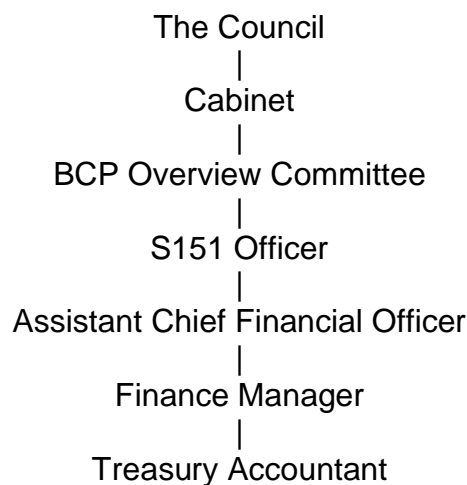 The Council
|
Cabinet
|
BCP Overview Committee
|
S151 Officer
|
Assistant Chief Financial Officer
|
Finance Manager
|
Treasury Accountant